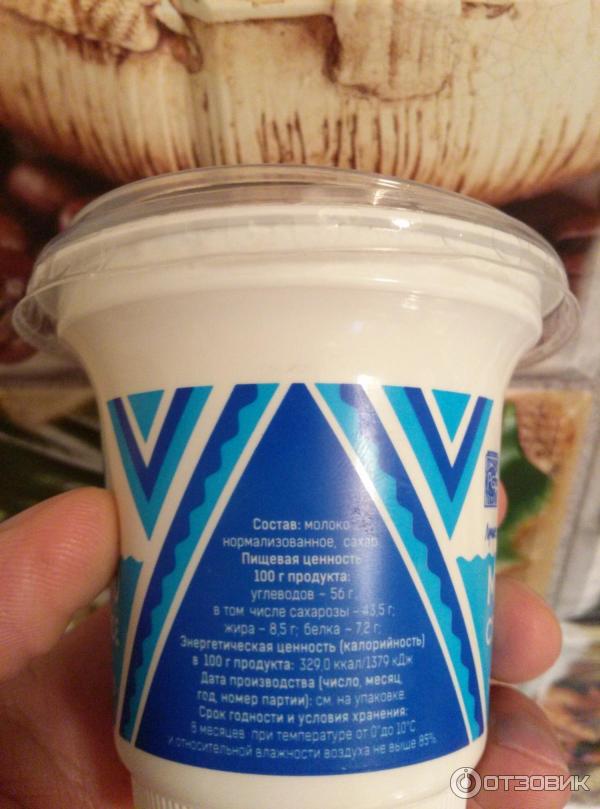 Состав: молоко
нормализованное, сахар
Пищевая ценность
100 г продукта:
углеводов – 56 г,
в том числе сахарозы – 43,5 г;
жира – 8,5 г; белка – 7,2 г.
Энергетическая ценность (калорийность)
в 100 г продукта: 329,0 ккал/1379 кДж
Дата производства (число, месяц,
год, номер партии): см. на упаковке.
Срок годности и условия хранения:
8 месяцев при температуре от 0° до 10°С
и относительной влажности воздуха не выше 85%.
ОТЗОВИК